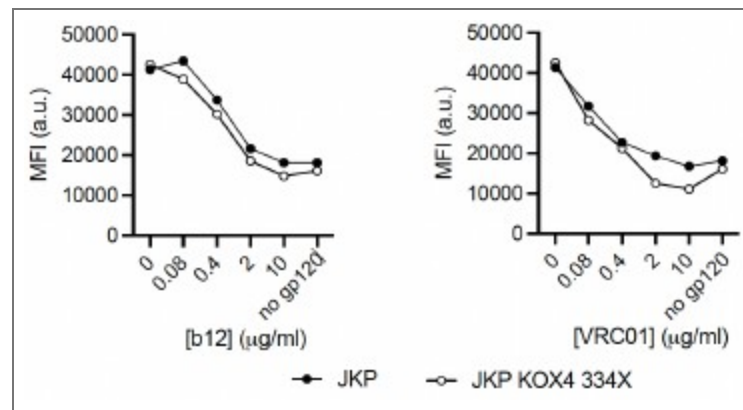 50000
40000
30000
20000
10000
0
MFI (a.u.)
0
0.08
0.4
2
10
no gp120
[b12] (µg/ml)
50000
40000
30000
20000
10000
0
MFI (a.u.)
0
0.08
0.4
2
10
no gp120
[VRC01] (µg/ml)
JKP
JKP KOX4 334X